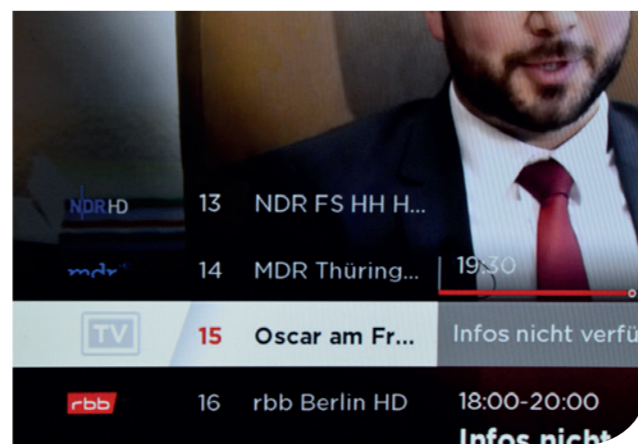 NDR HD 13 NDR FS HH H...
mdr 14 MDR Thüring... 19:30
TV 15 Oscar am Fr... Infos nicht verfü
rbb 16 rbb Berlin HD 18:00-20:00
Infos nicht